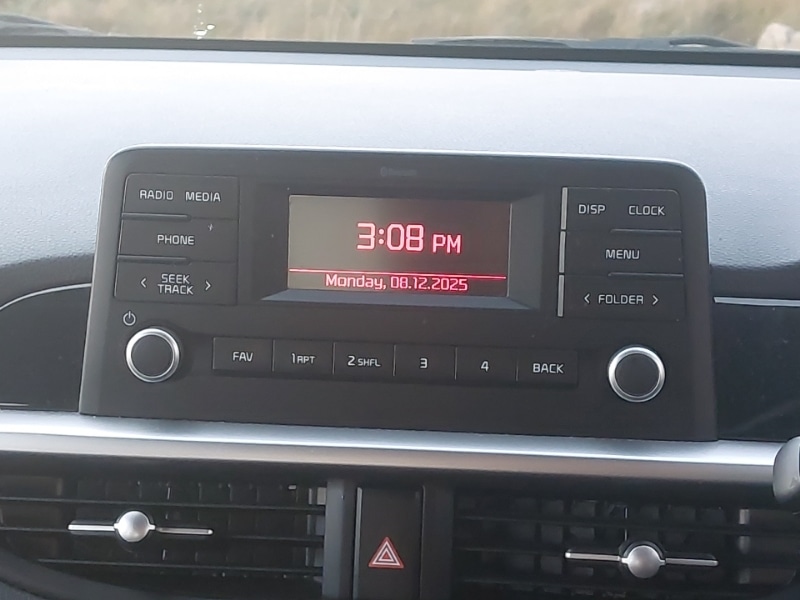 Bluetooth
RADIO MEDIA
PHONE
< SEEK TRACK >
3:08 PM
Monday, 08.12.2025
DISP CLOCK
MENU
< FOLDER >
FAV 1 RPT 2 SHFL 3 4 BACK